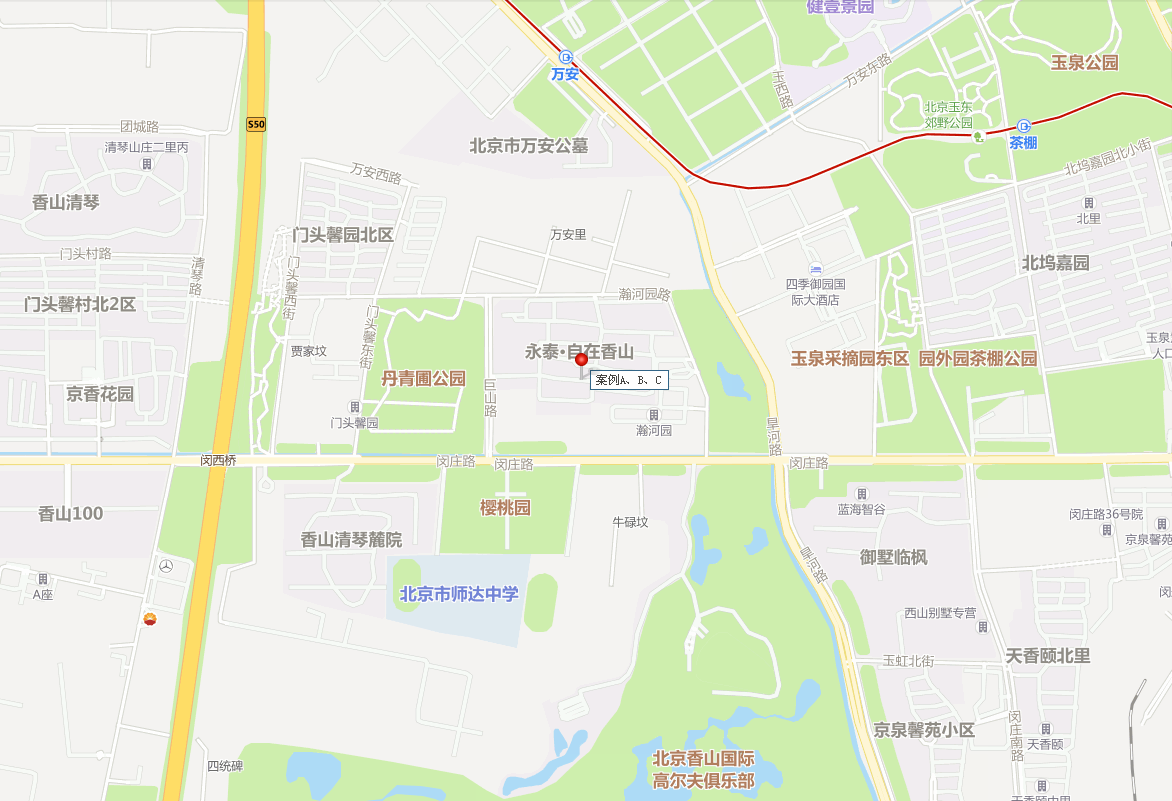 健壹景园
玉泉公园
万安
万安东路
玉西路
北京玉东
郊野公园
茶棚
S50
团城路
清琴山庄二里丙
北京市万安公墓
北坞嘉园北小街
万安西路
香山清琴
北里
门头馨园北区
万安里
门头村路
清琴路
门头馨西街
北坞嘉园
四季御园国
际大酒店
瀚河园路
门头馨村北2区
门头馨东街
贾家坟
永泰·自在香山
玉泉采摘园东区
园外园茶棚公园
案例A、B、C
丹青圃公园
京香花园
巨山路
门头馨园
瀚河园
旱河路
闵西桥
闵庄路
闵庄路
闵庄路
香山100
樱桃园
牛碌坟
蓝海智谷
闵庄路36号院
香山清琴麓院
京泉馨苑
御墅临枫
旱河路
A座
北京市师达中学
西山别墅专营
天香颐北里
玉虹北街
京泉馨苑小区
闵庄南路
天香颐
四统碑
北京香山国际
高尔夫俱乐部